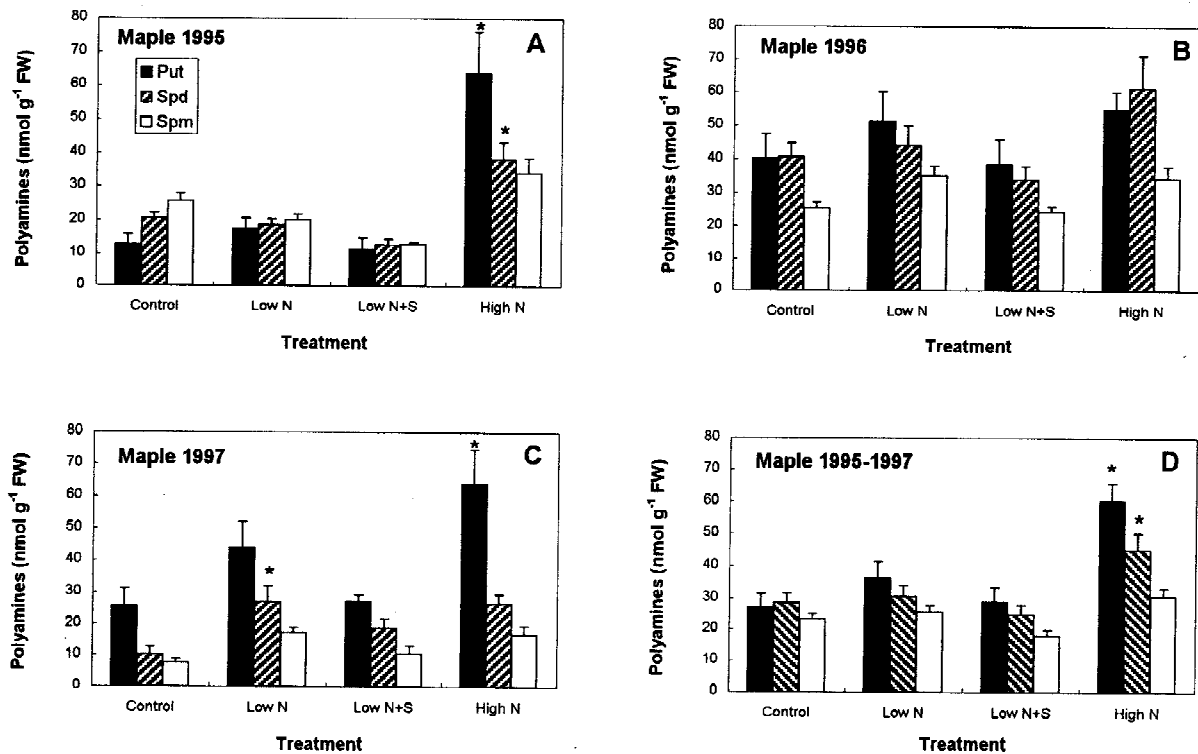 Maple 1995
A
Put
Spd
Spm
Polyamines (nmol g⁻¹ FW)
80
70
60
50
40
30
20
10
0
*
*
Control
Low N
Low N+S
High N
Treatment
Maple 1996
B
Polyamines (nmol g⁻¹ FW)
80
70
60
50
40
30
20
10
0
Control
Low N
Low N+S
High N
Treatment
Maple 1997
C
Polyamines (nmol g⁻¹ FW)
80
70
60
50
40
30
20
10
0
*
*
Control
Low N
Low N+S
High N
Treatment
Maple 1995-1997
D
Polyamines (nmol g⁻¹ FW)
80
70
60
50
40
30
20
10
0
*
*
Control
Low N
Low N+S
High N
Treatment